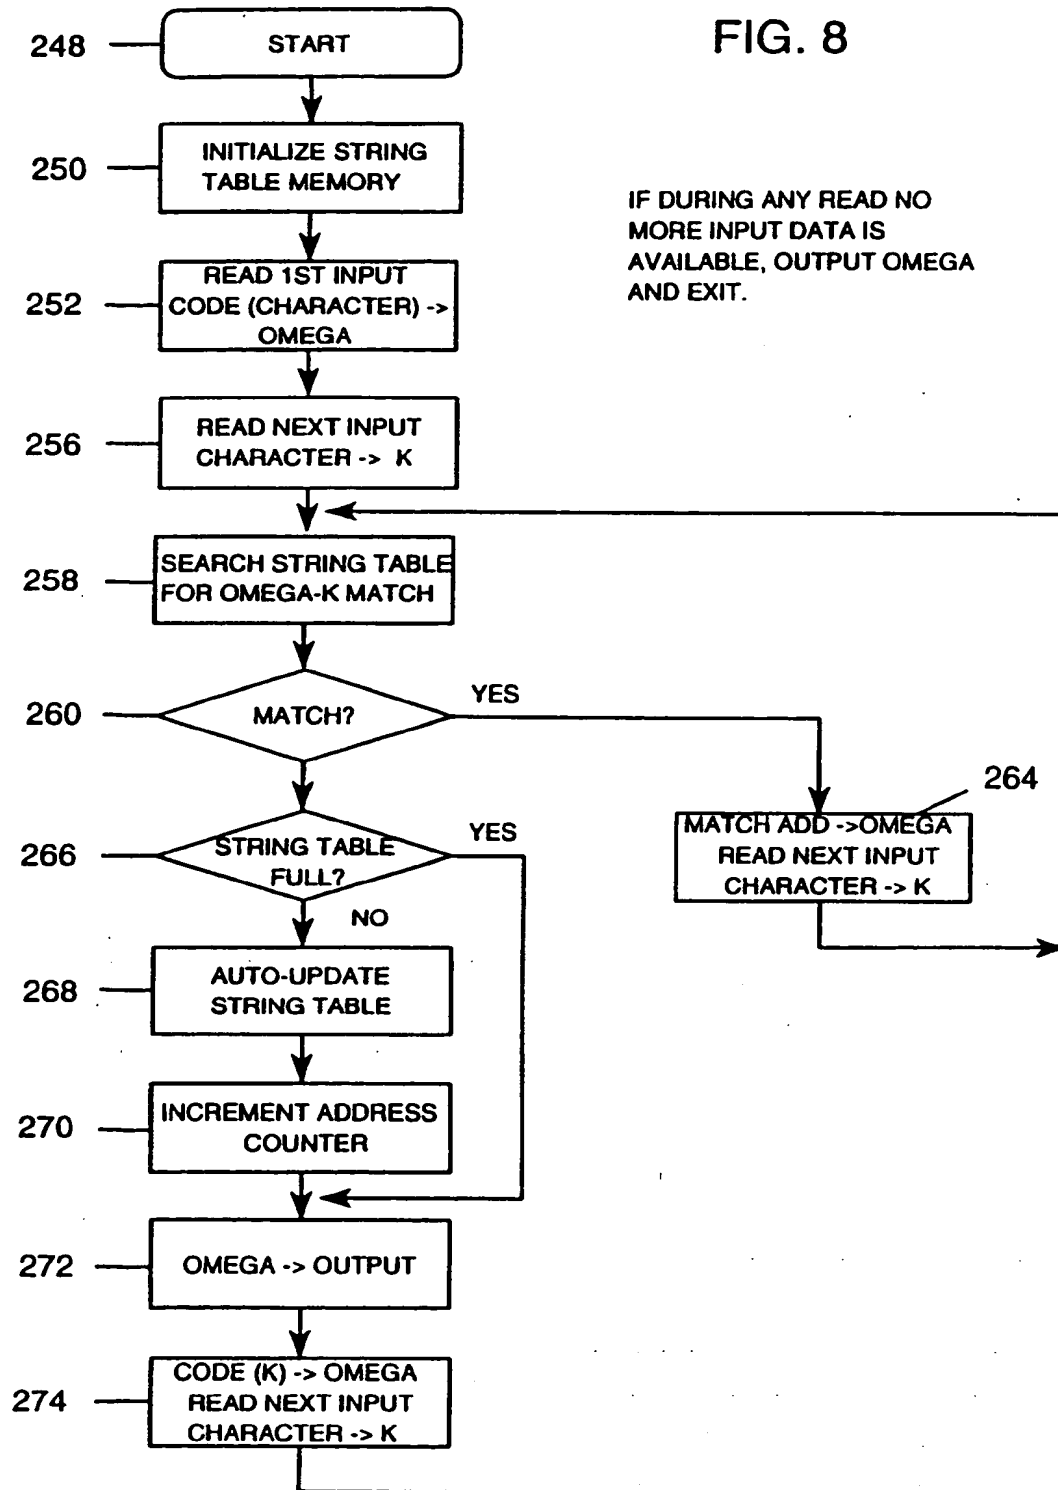 FIG. 8
248
START
250
INITIALIZE STRING
TABLE MEMORY
IF DURING ANY READ NO
MORE INPUT DATA IS
AVAILABLE, OUTPUT OMEGA
AND EXIT.
252
READ 1ST INPUT
CODE (CHARACTER) ->
OMEGA
256
READ NEXT INPUT
CHARACTER -> K
258
SEARCH STRING TABLE
FOR OMEGA-K MATCH
260
MATCH?
YES
264
MATCH ADD ->OMEGA
READ NEXT INPUT
CHARACTER -> K
266
STRING TABLE
FULL?
YES
NO
268
AUTO-UPDATE
STRING TABLE
270
INCREMENT ADDRESS
COUNTER
272
OMEGA -> OUTPUT
274
CODE (K) -> OMEGA
READ NEXT INPUT
CHARACTER -> K